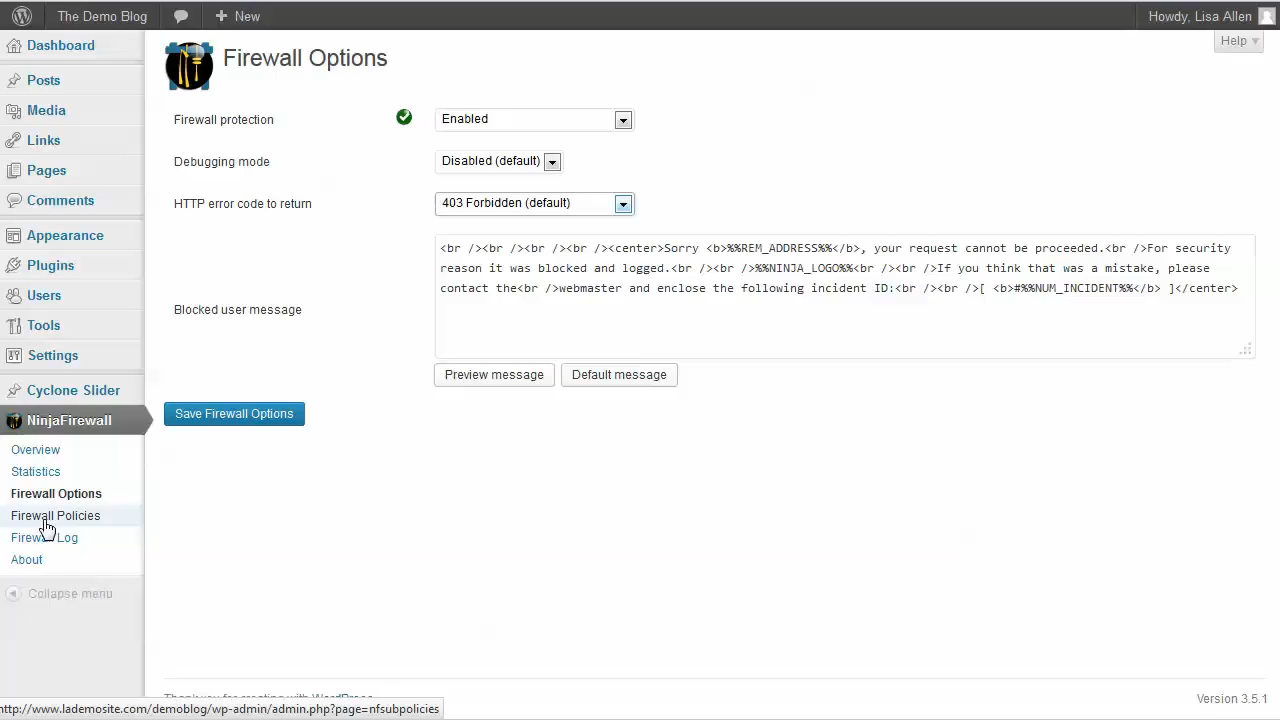 The Demo Blog
New
Howdy, Lisa Allen
Help
Dashboard
Posts
Media
Links
Pages
Comments
Appearance
Plugins
Users
Tools
Settings
Cyclone Slider
NinjaFirewall
Overview
Statistics
Firewall Options
Firewall Policies
Firewall Log
About
Collapse menu
Firewall Options
Firewall protection
Enabled
Debugging mode
Disabled (default)
HTTP error code to return
403 Forbidden (default)
Blocked user message
<br /><br /><br /><br /><center>Sorry <b>%%REM_ADDRESS%%</b>, your request cannot be proceeded.<br />For security
reason it was blocked and logged.<br /><br />%%NINJA_LOGO%%<br /><br />If you think that was a mistake, please
contact the<br />webmaster and enclose the following incident ID:<br /><br />[ <b>#%%NUM_INCIDENT%%</b> ]</center>
Preview message
Default message
Save Firewall Options
Thank you for creating with WordPress
Version 3.5.1
http://www.lademosite.com/demoblog/wp-admin/admin.php?page=nfsubpolicies